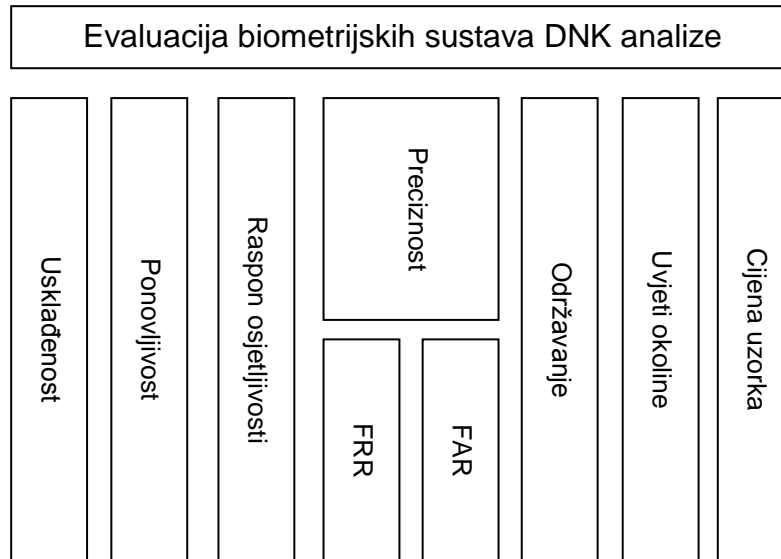 Evaluacija biometrijskih sustava DNK analize
Usklađenost
Ponovljivost
Raspon osjetljivosti
Preciznost
FRR
FAR
Održavanje
Uvjeti okoline
Cijena uzorka